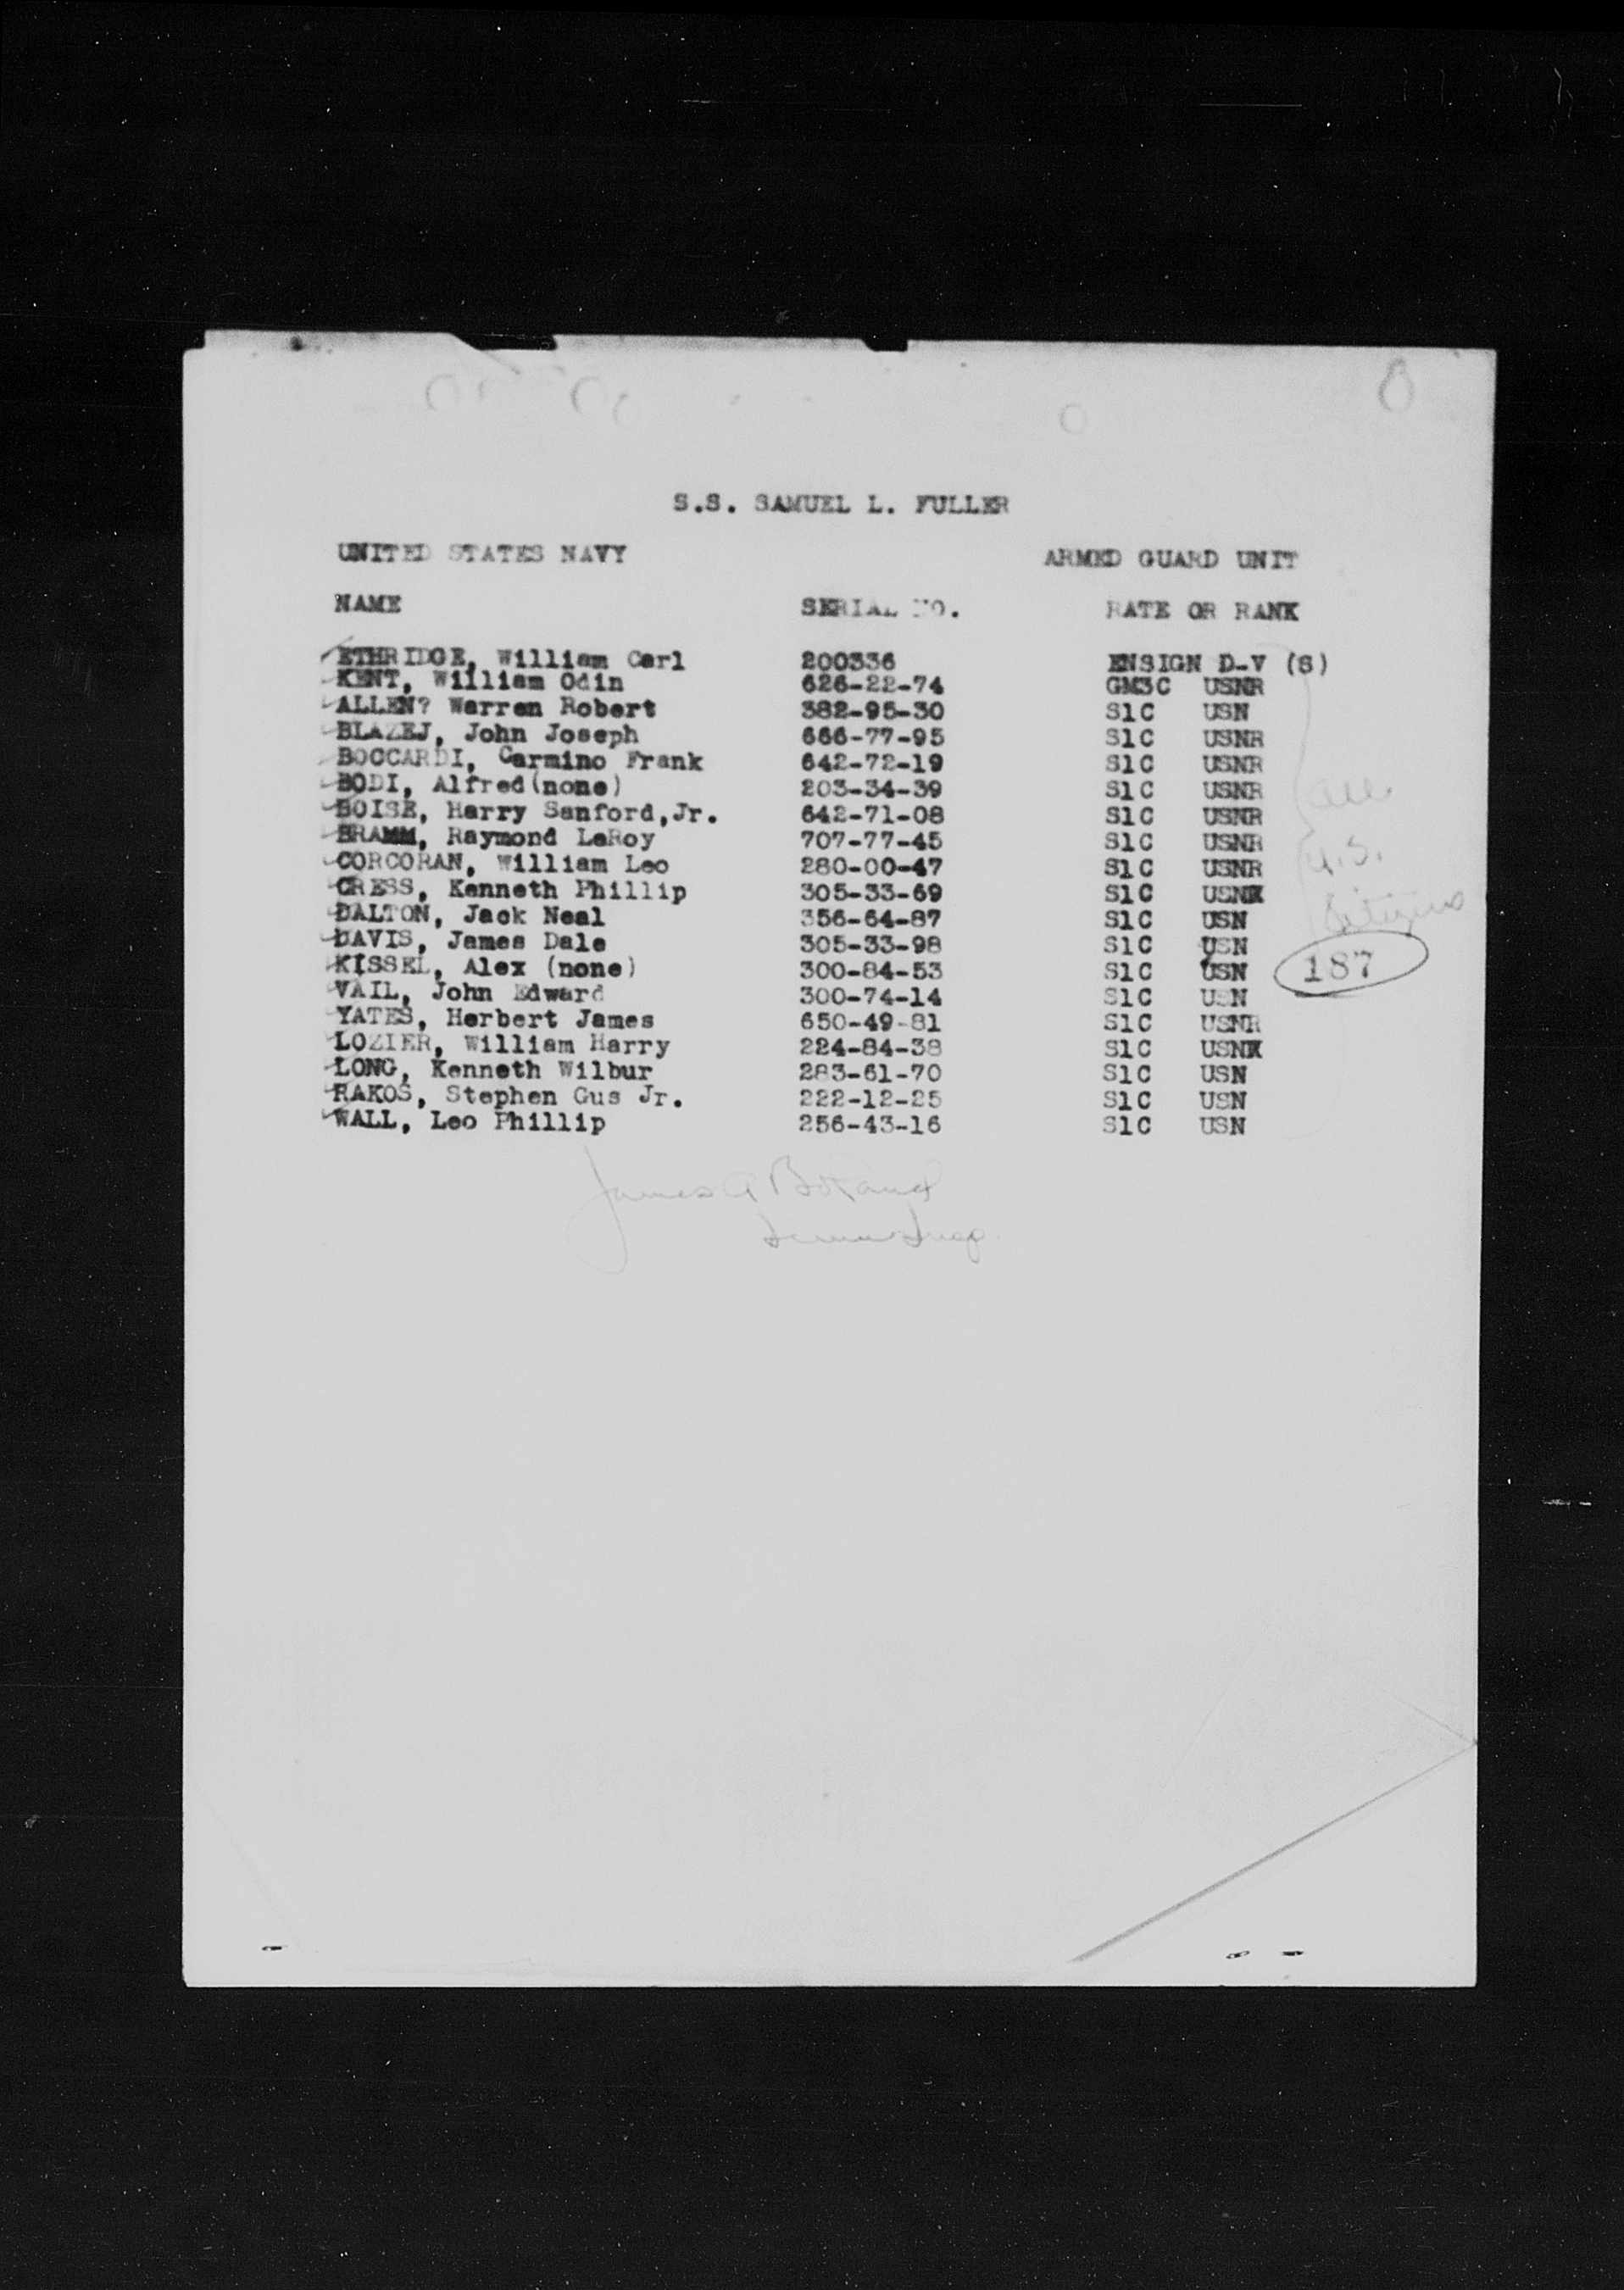 S.S. SAMUEL L. FULLER
UNITED STATES NAVY ARMED GUARD UNIT
NAME SERIAL NO. RATE OR RANK
ETHRIDGE, William Carl 200336 ENSIGN D-V (S)
KENT, William Odin 626-22-74 GM3C USNR
ALLEN? Warren Robert 382-95-30 S1C USN
BLAZEJ, John Joseph 666-77-95 S1C USNR
BOCCARDI, Carmino Frank 642-72-19 S1C USNR
BODI, Alfred(none) 203-34-39 S1C USNR
BOISE, Harry Sanford,Jr. 642-71-08 S1C USNR
BRAMM, Raymond LeRoy 707-77-45 S1C USNR
CORCORAN, William Leo 280-00-47 S1C USNR
CRESS, Kenneth Phillip 305-33-69 S1C USN
DALTON, Jack Neal 356-64-87 S1C USN
DAVIS, James Dale 305-33-98 S1C USN
KISSEL, Alex (none) 300-84-53 S1C USN
VAIL, John Edward 300-74-14 S1C USN
YATES, Herbert James 650-49-81 S1C USNR
LOZIER, William Harry 224-84-38 S1C USN
LONG, Kenneth Wilbur 283-61-70 S1C USN
RAKOS, Stephen Gus Jr. 222-12-25 S1C USN
WALL, Leo Phillip 256-43-16 S1C USN
all
U.S.
Citizens
187
James A